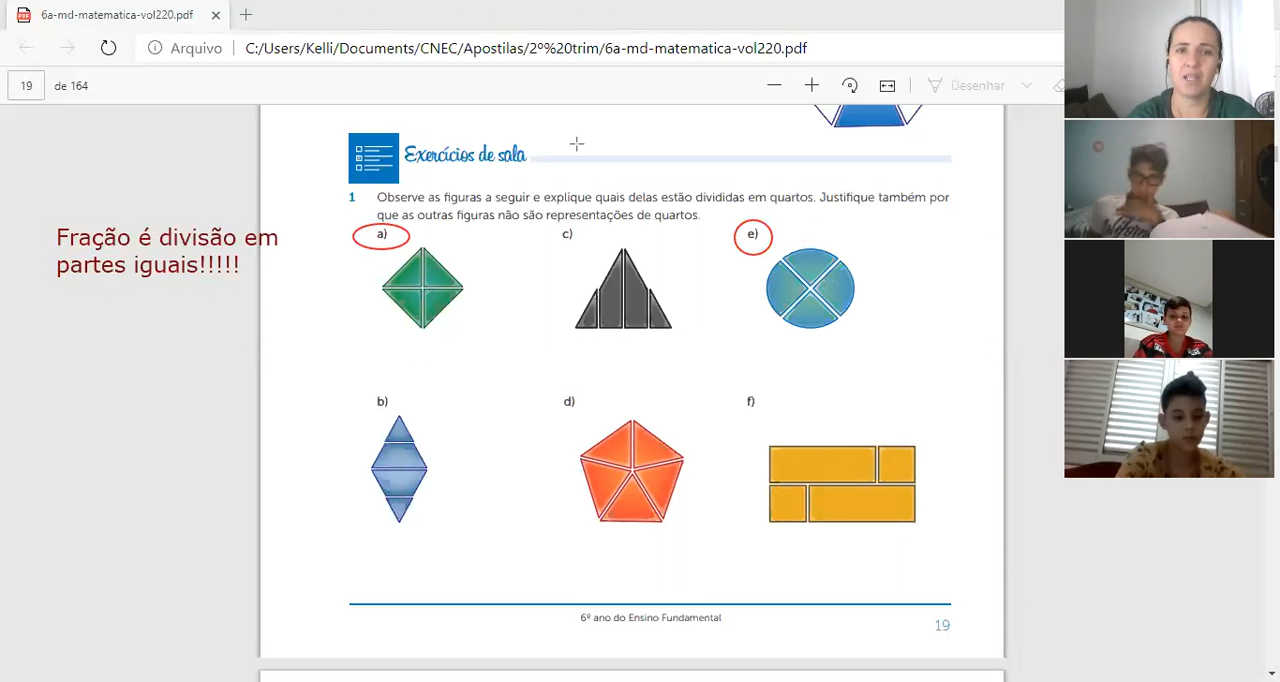 6a-md-matematica-vol220.pdf
Arquivo
C:/Users/Kelli/Documents/CNEC/Apostilas/2º%20trim/6a-md-matematica-vol220.pdf
19
de 164
Desenhar
Exercícios de sala
1 Observe as figuras a seguir e explique quais delas estão divididas em quartos. Justifique também por
que as outras figuras não são representações de quartos.
Fração é divisão em
partes iguais!!!!!
a)
c)
e)
b)
d)
f)
6º ano do Ensino Fundamental
19